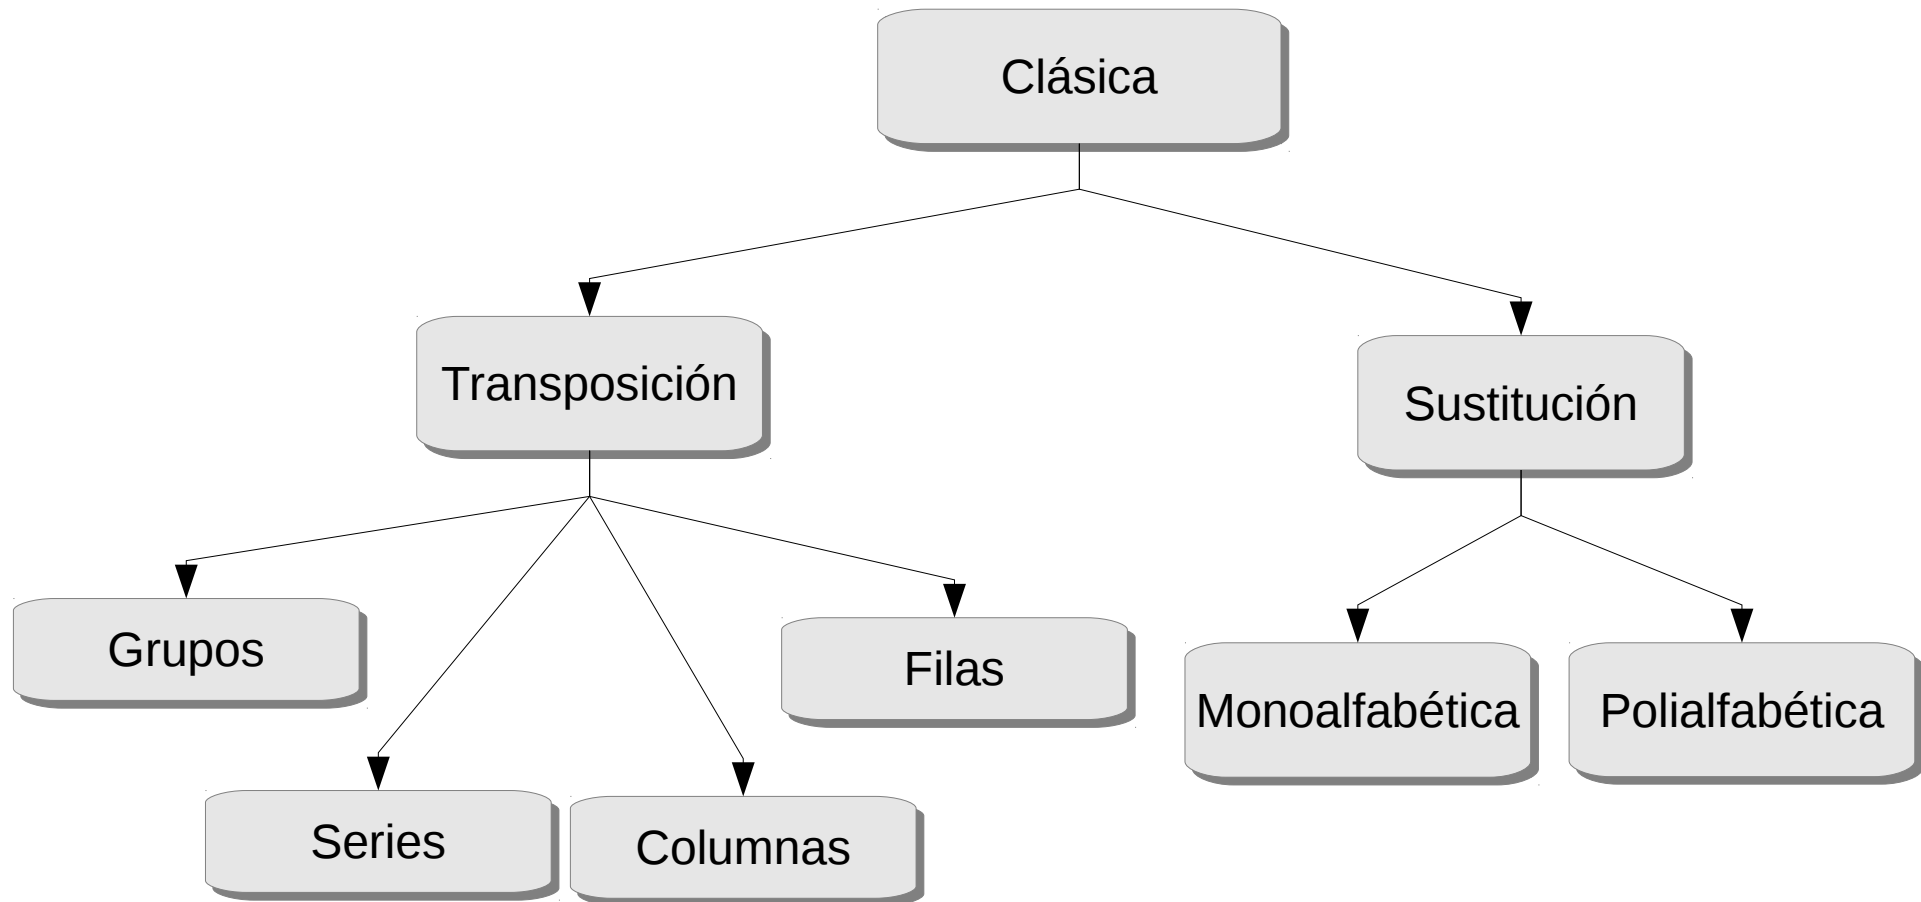 Clásica
Transposición
Sustitución
Grupos
Filas
Monoalfabética
Polialfabética
Series
Columnas